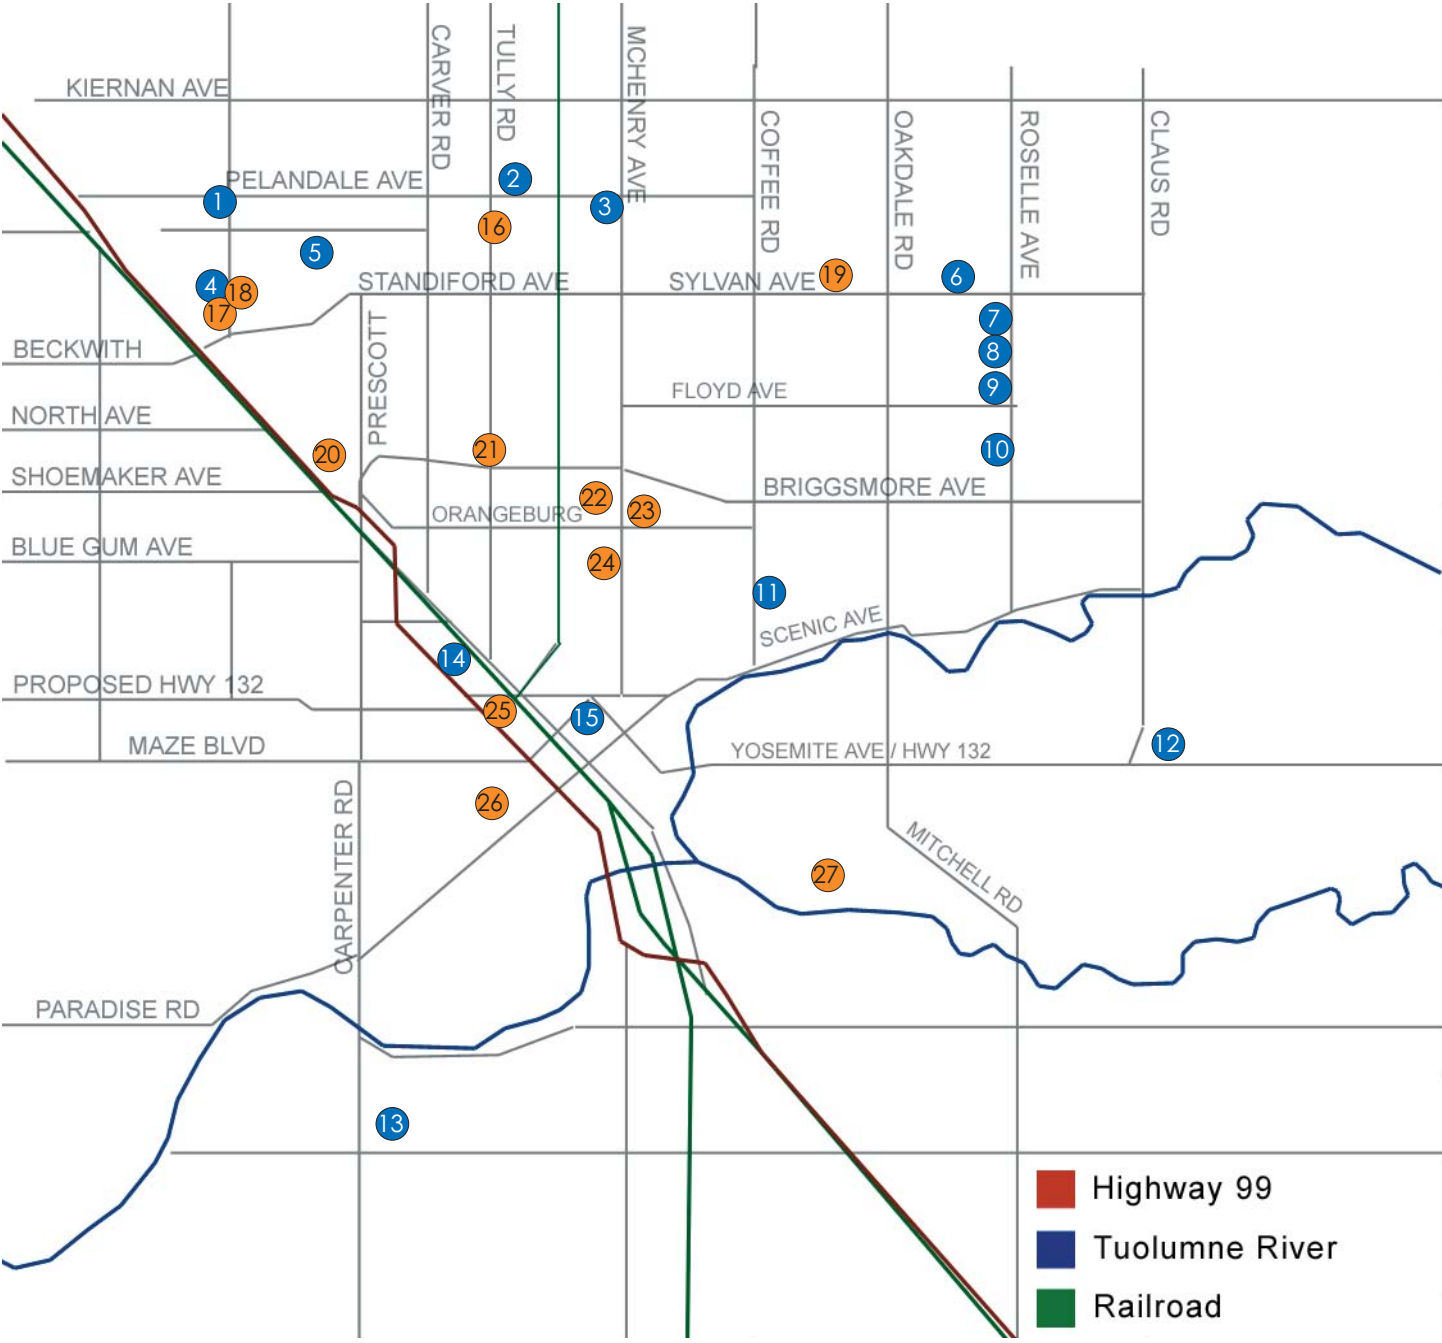 CARVER RD
TULLY RD
MCHENRY AVE
KIERNAN AVE
COFFEE RD
OAKDALE RD
ROSELLE AVE
CLAUS RD
PELANDALE AVE
2
1
3
16
5
4
18
17
STANDIFORD AVE
SYLVAN AVE
19
6
7
8
9
BECKWITH
PRESCOTT
FLOYD AVE
NORTH AVE
20
21
10
SHOEMAKER AVE
22
23
BRIGGSMORE AVE
ORANGEBURG
BLUE GUM AVE
24
11
SCENIC AVE
14
PROPOSED HWY 132
25
15
MAZE BLVD
YOSEMITE AVE / HWY 132
12
CARPENTER RD
26
MITCHELL RD
27
PARADISE RD
13
Highway 99
Tuolumne River
Railroad